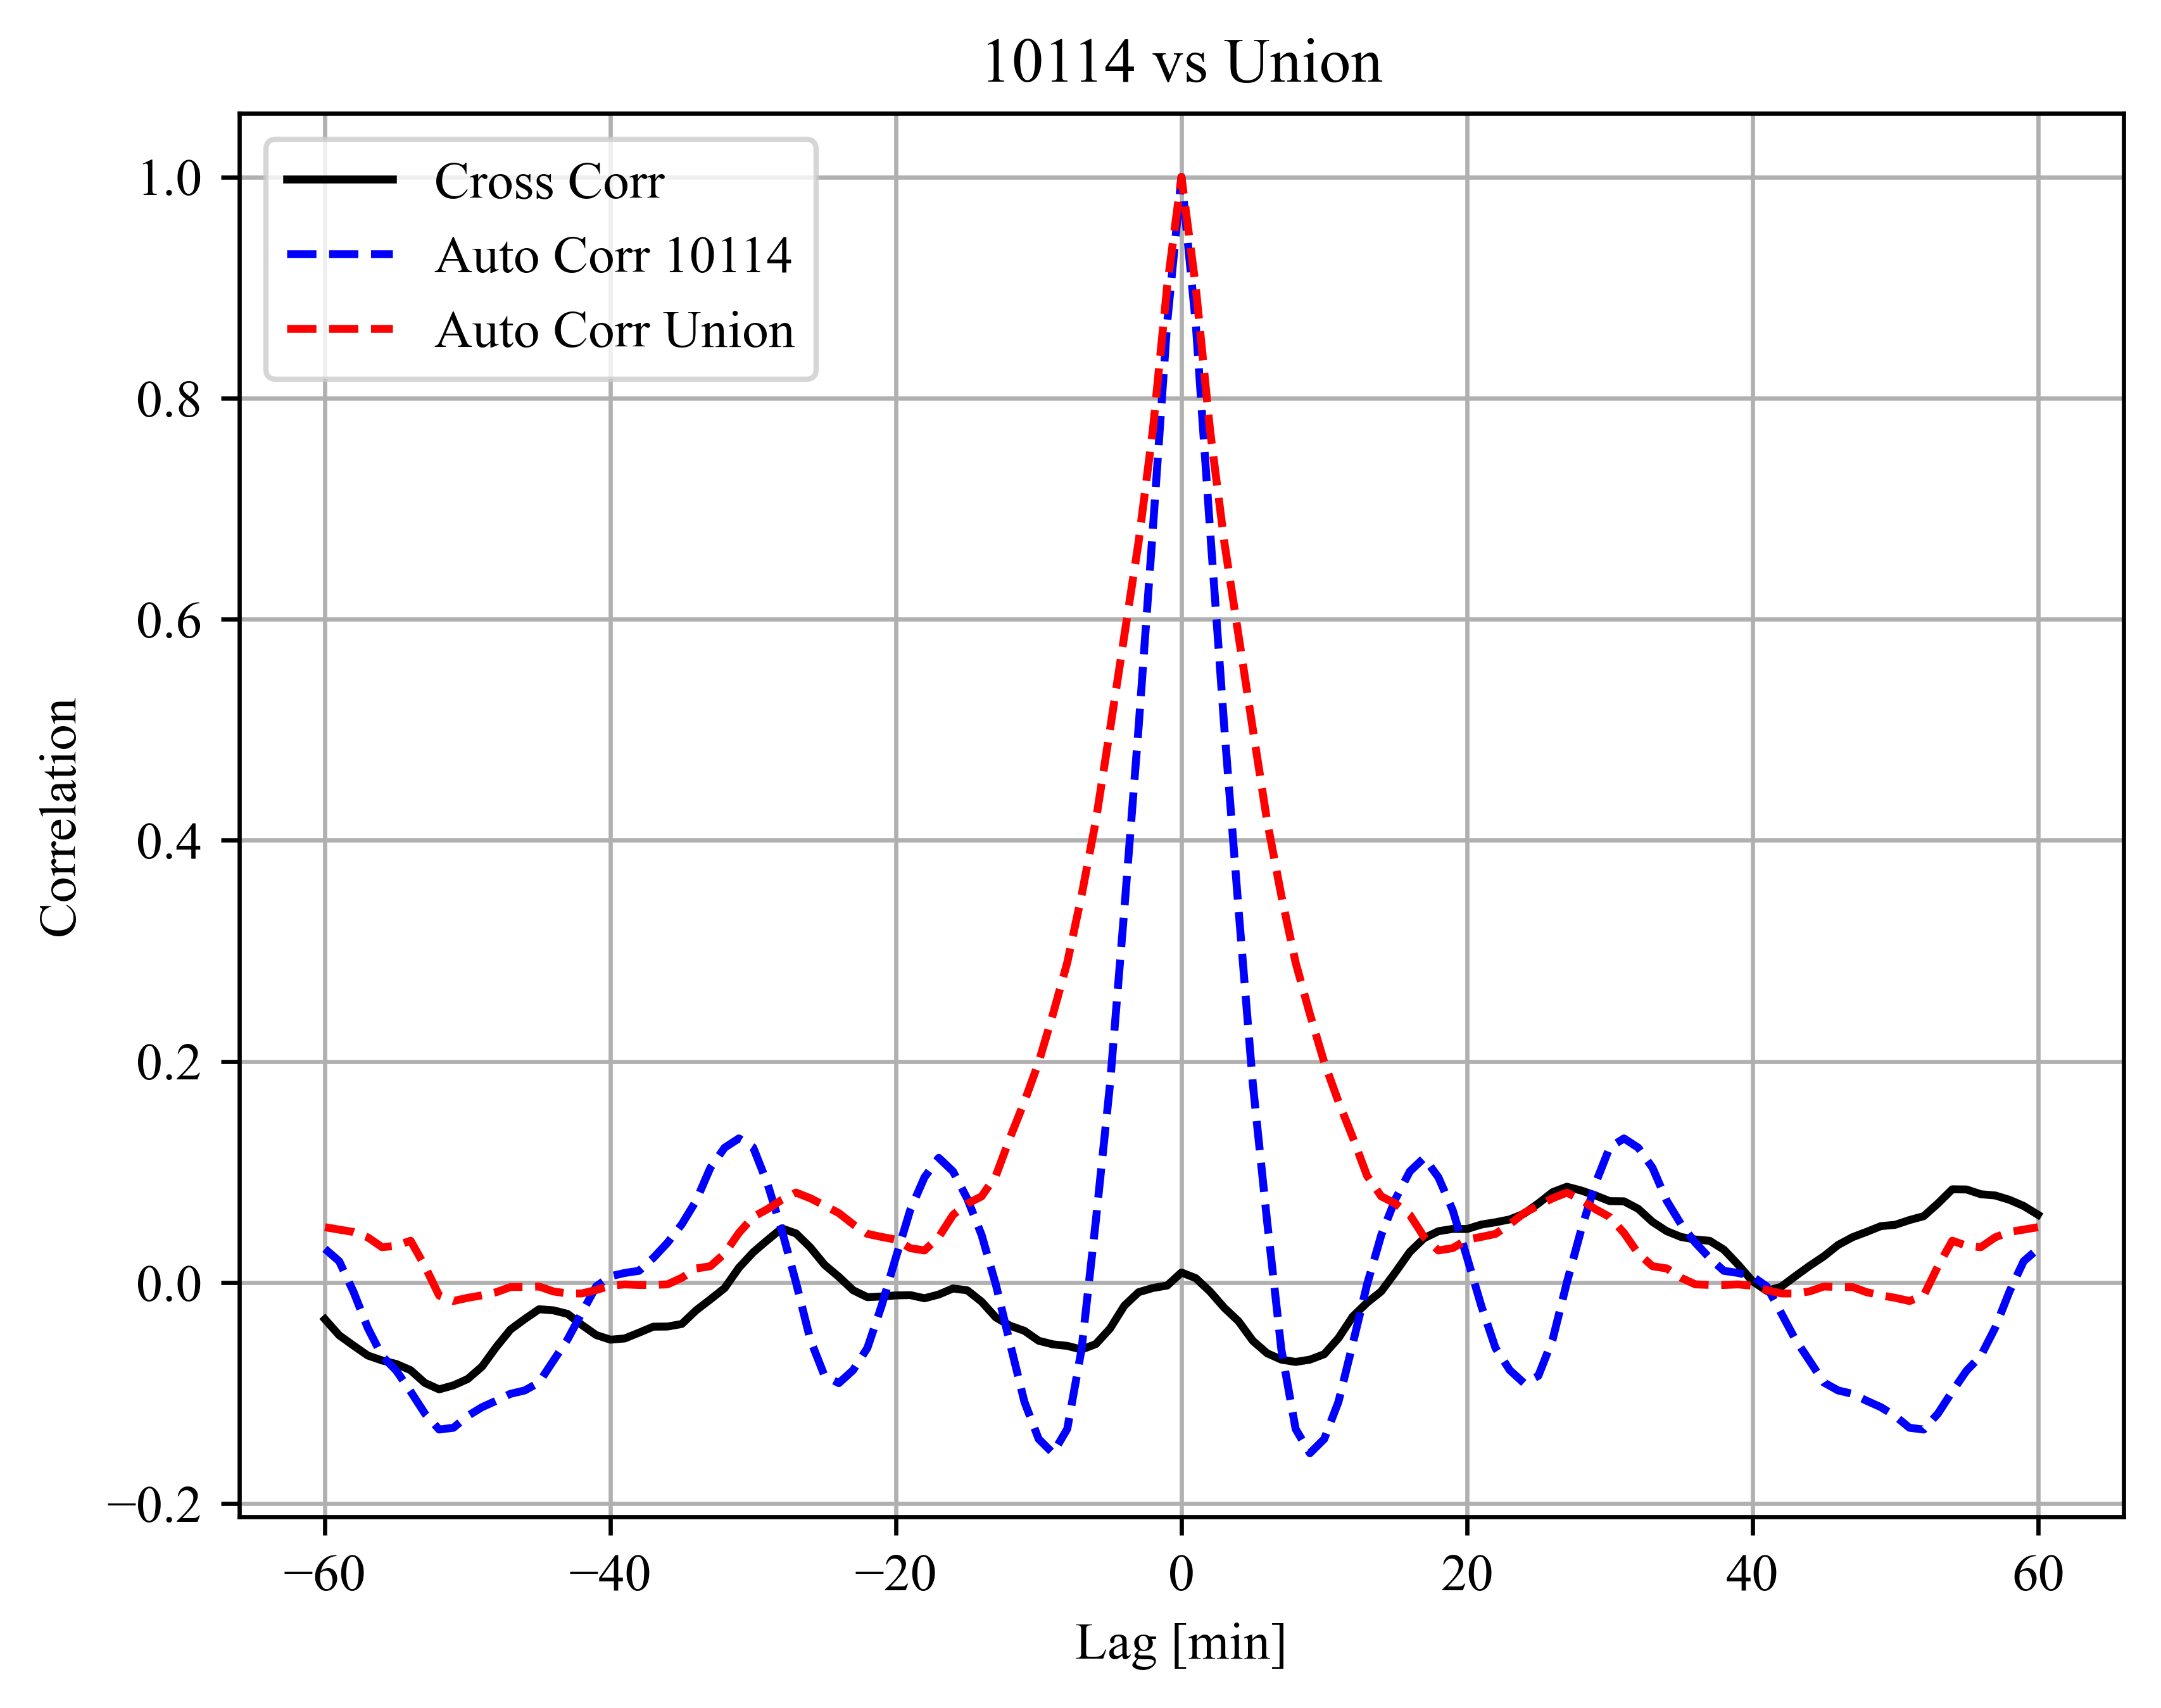 10114 vs Union
Cross Corr
Auto Corr 10114
Auto Corr Union
1.0
0.8
0.6
0.4
0.2
0.0
−0.2
Correlation
−60 −40 −20 0 20 40 60
Lag [min]